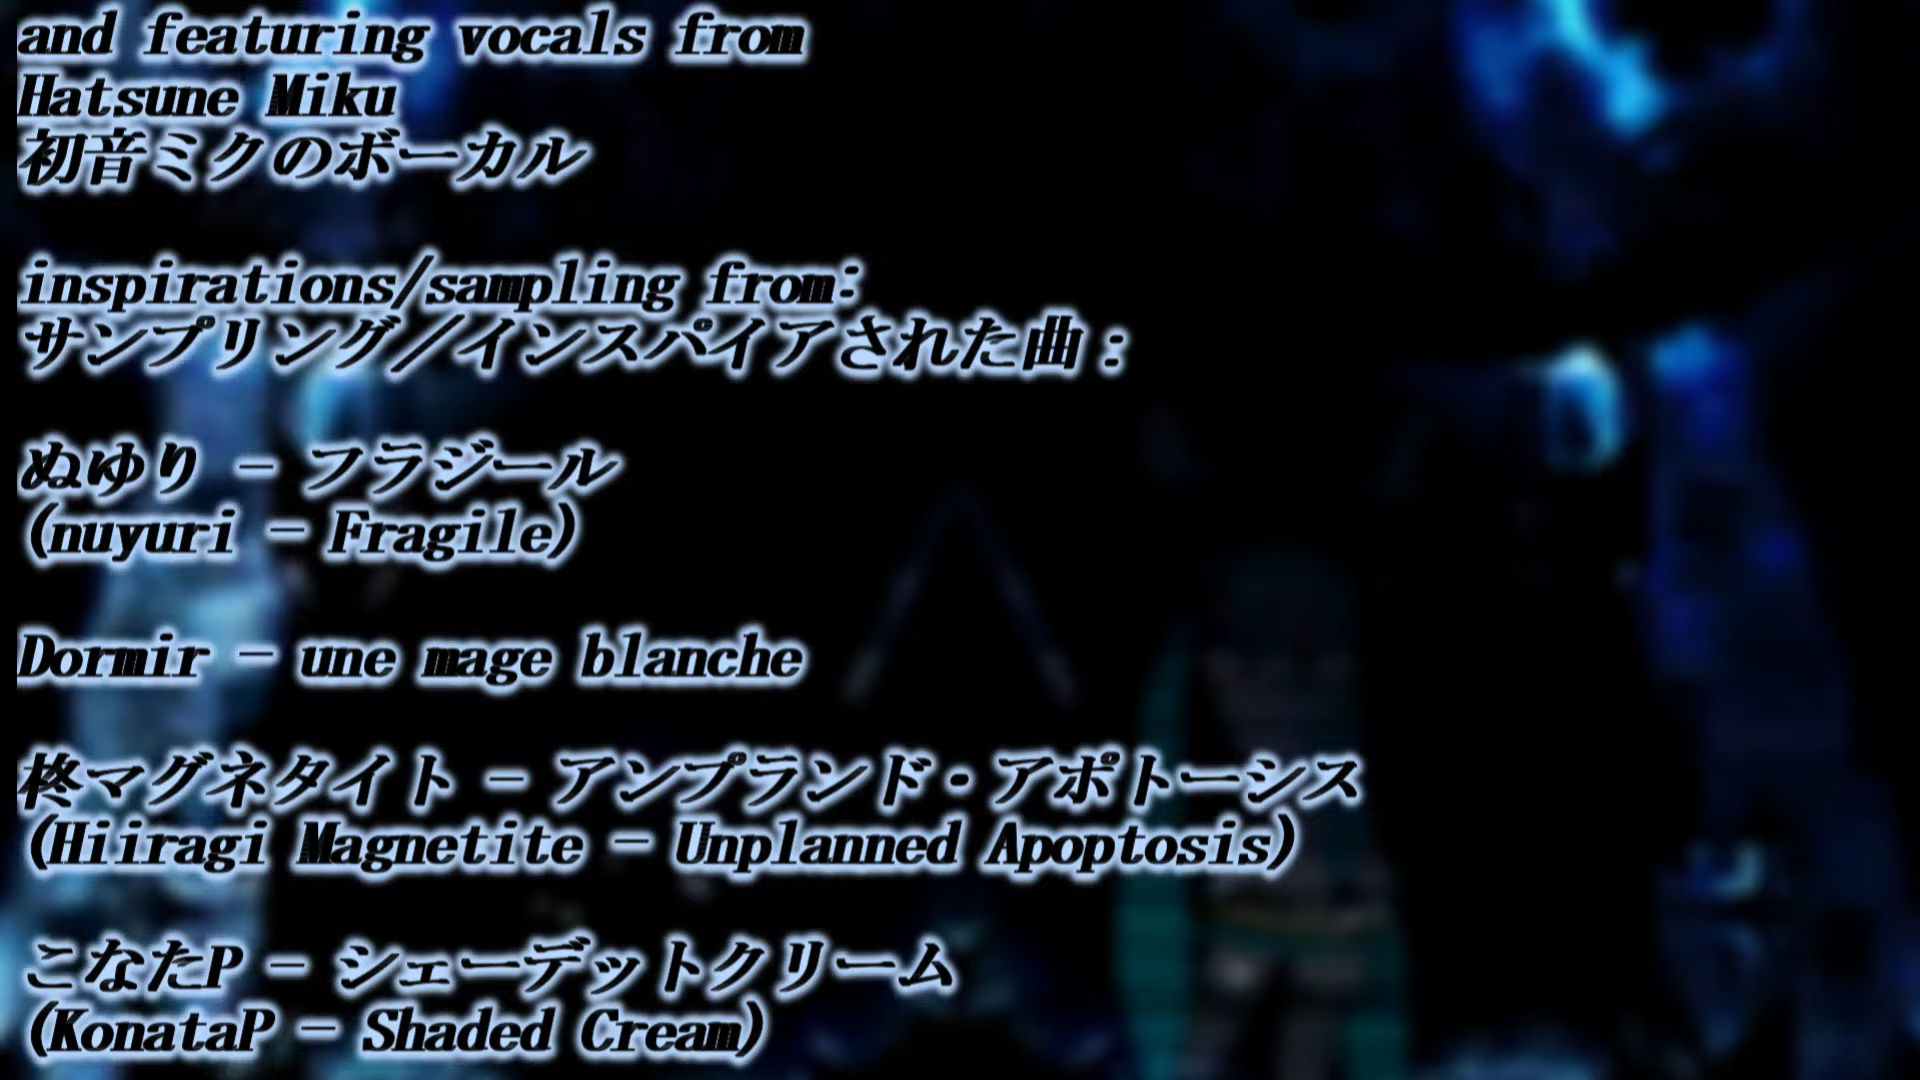 and featuring vocals from
Hatsune Miku
初音ミクのボーカル
inspirations/sampling from:
サンプリング／インスパイアされた曲：
ぬゆり － フラジール
(nuyuri － Fragile)
Dormir － une mage blanche
柊マグネタイト － アンプランド・アポトーシス
(Hiiragi Magnetite － Unplanned Apoptosis)
こなたP － シェーデットクリーム
(KonataP － Shaded Cream)